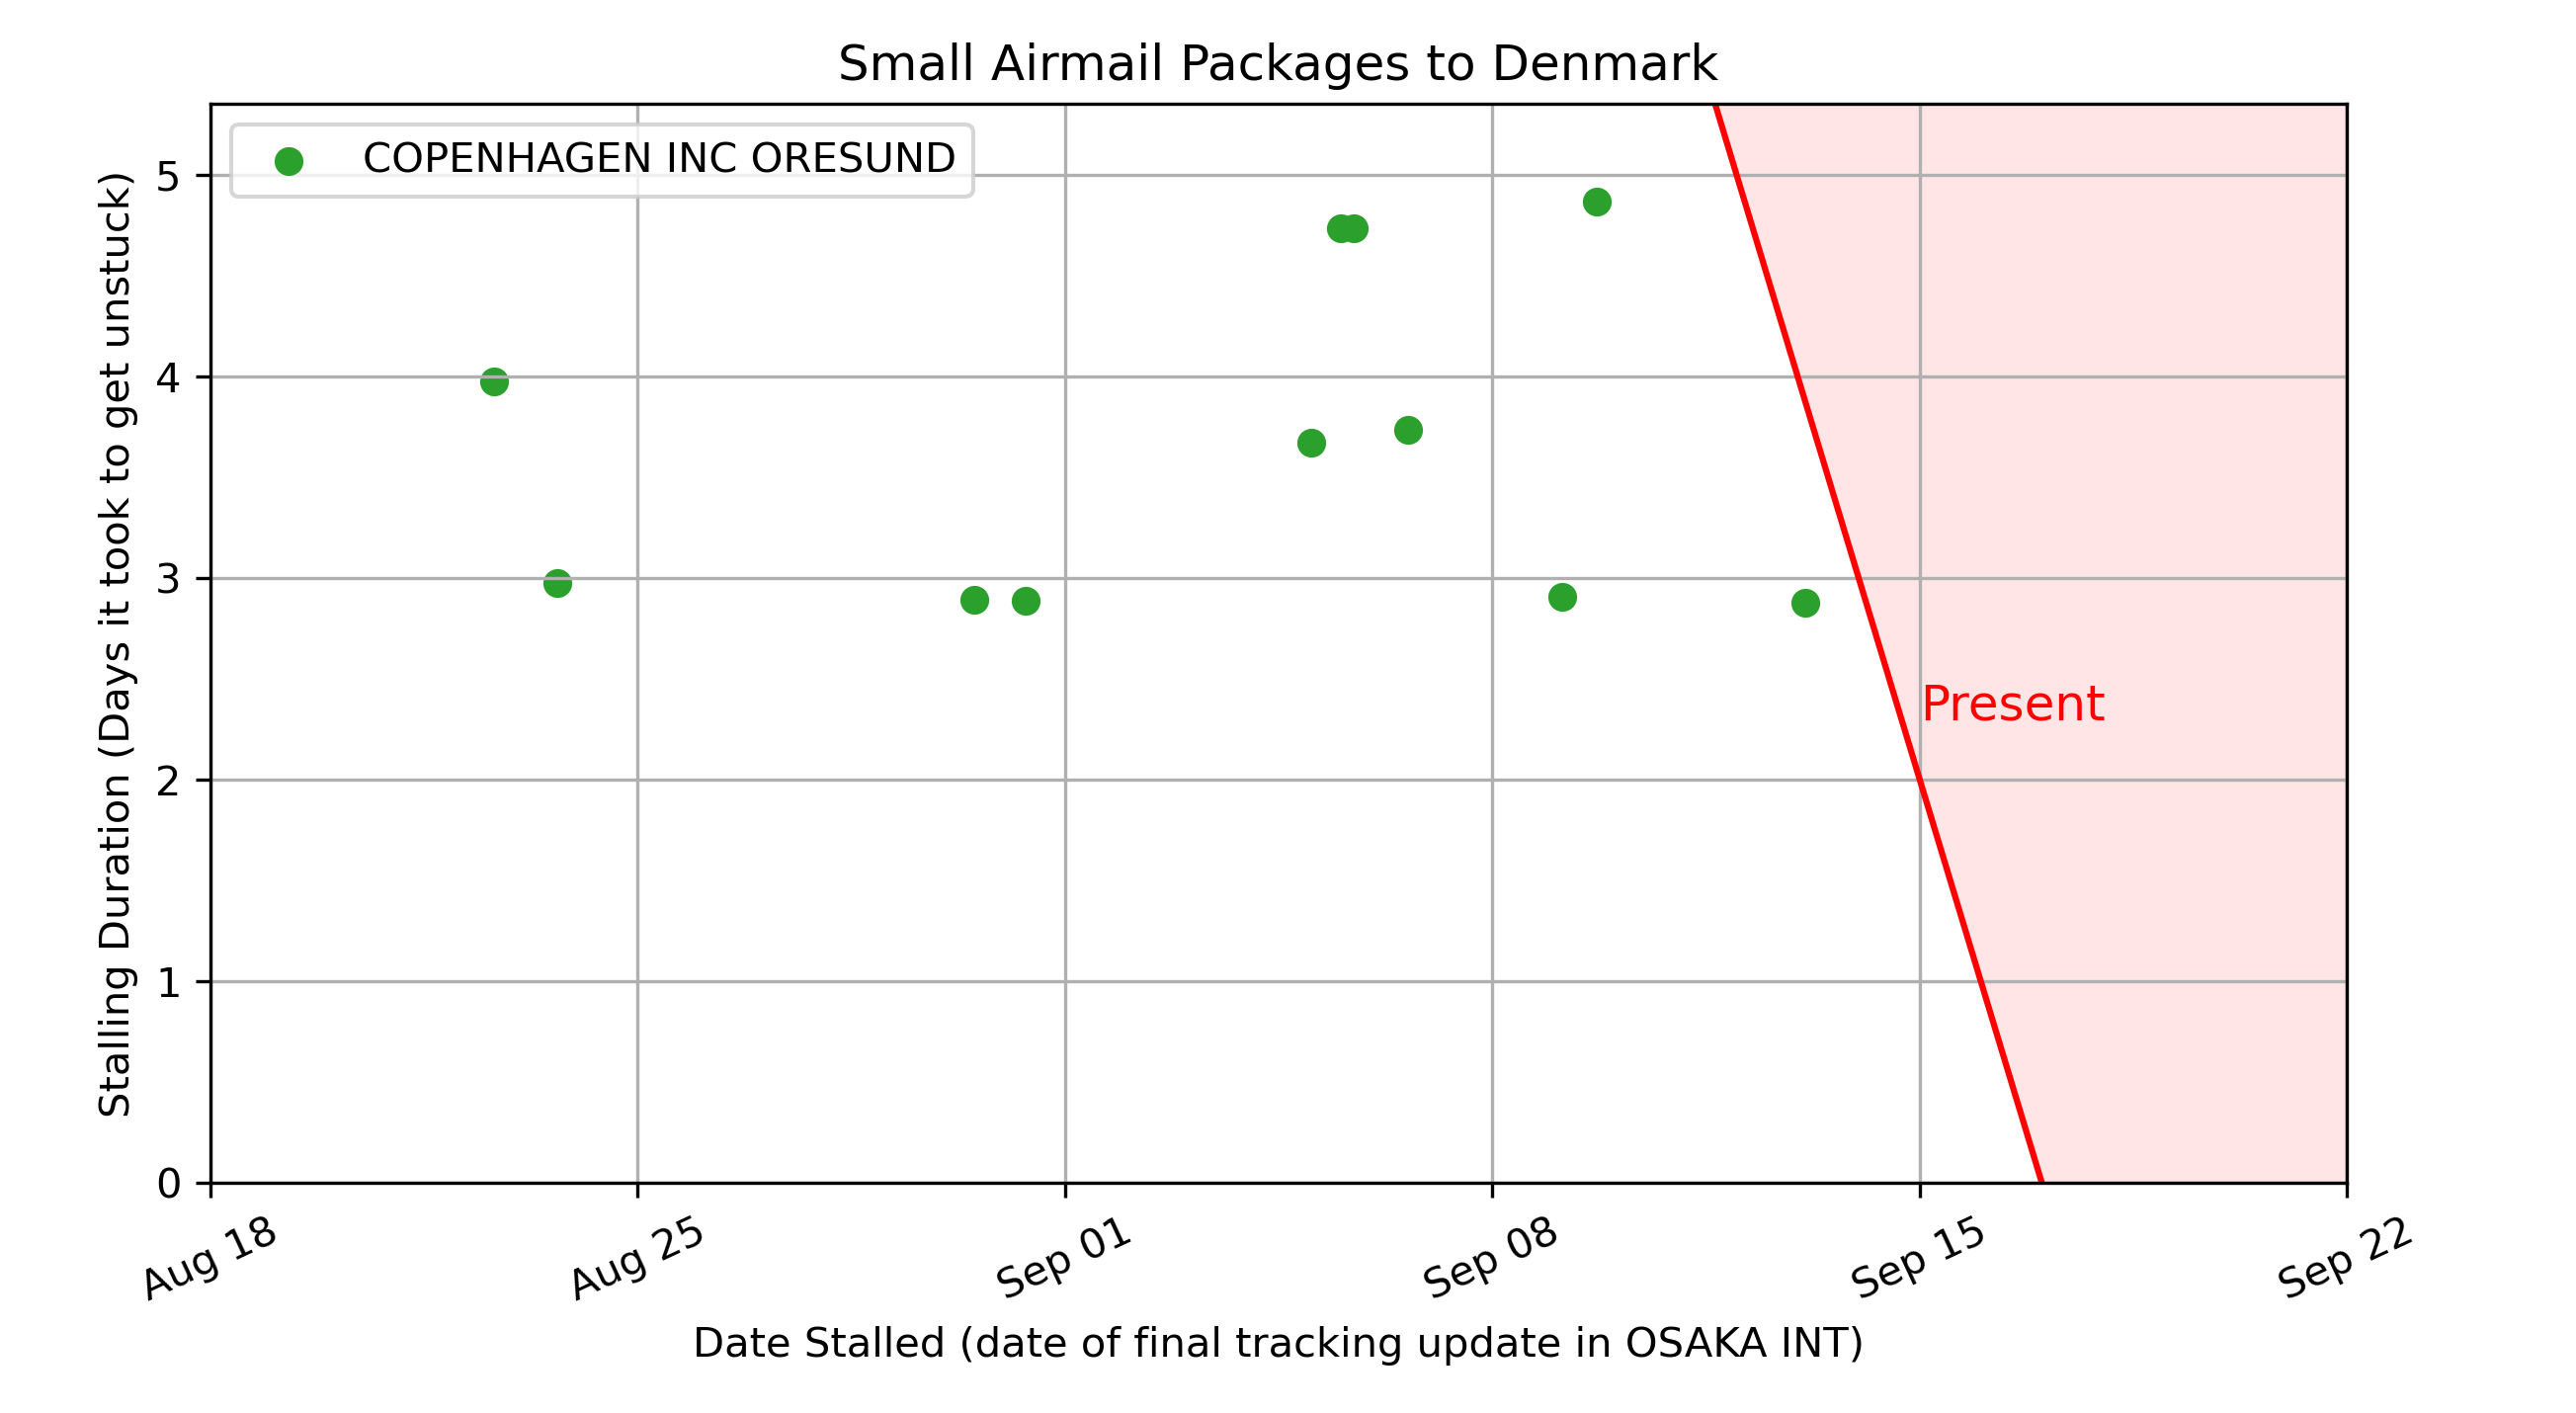 Small Airmail Packages to Denmark
COPENHAGEN INC ORESUND
Stalling Duration (Days it took to get unstuck)
5
4
3
2
1
0
Present
Aug 18
Aug 25
Sep 01
Sep 08
Sep 15
Sep 22
Date Stalled (date of final tracking update in OSAKA INT)